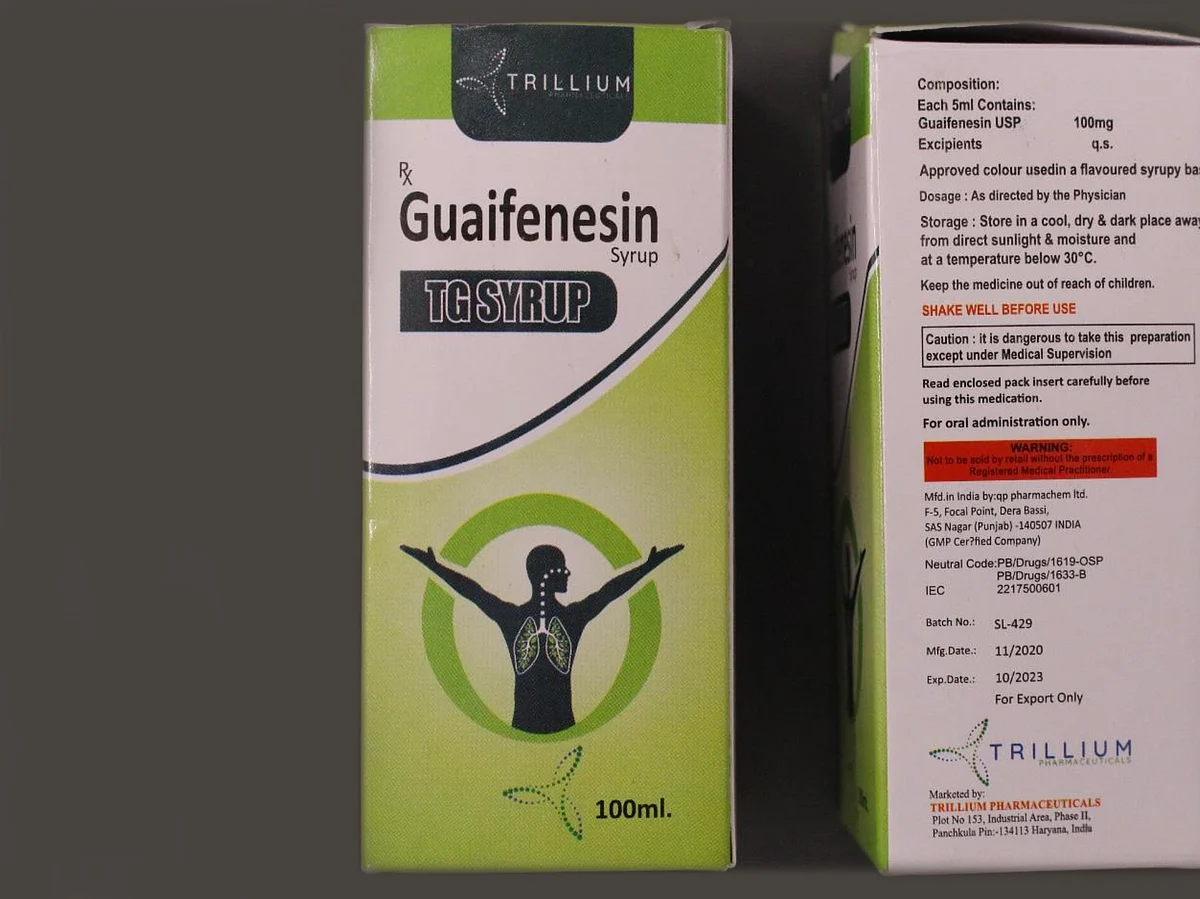 TRILLIUM
PHARMACEUTICALS
Rx
Guaifenesin
Syrup
TG SYRUP
100ml.
Composition:
Each 5ml Contains:
Guaifenesin USP 100mg
Excipients q.s.
Approved colour usedin a flavoured syrupy ba
Dosage : As directed by the Physician
Storage : Store in a cool, dry & dark place away
from direct sunlight & moisture and
at a temperature below 30°C.
Keep the medicine out of reach of children.
SHAKE WELL BEFORE USE
Caution : it is dangerous to take this preparation
except under Medical Supervision
Read enclosed pack insert carefully before
using this medication.
For oral administration only.
WARNING:
Not to be sold by retail without the prescription of a
Registered Medical Practitioner.
Mfd.in India by:qp pharmachem ltd.
F-5, Focal Point, Dera Bassi,
SAS Nagar (Punjab) -140507 INDIA
(GMP Cer?fied Company)
Neutral Code:PB/Drugs/1619-OSP
PB/Drugs/1633-B
IEC 2217500601
Batch No.: SL-429
Mfg.Date.: 11/2020
Exp.Date.: 10/2023
For Export Only
TRILLIUM
PHARMACEUTICALS
Marketed by:
TRILLIUM PHARMACEUTICALS
Plot No 153, Industrial Area, Phase II,
Panchkula Pin:-134113 Haryana, India